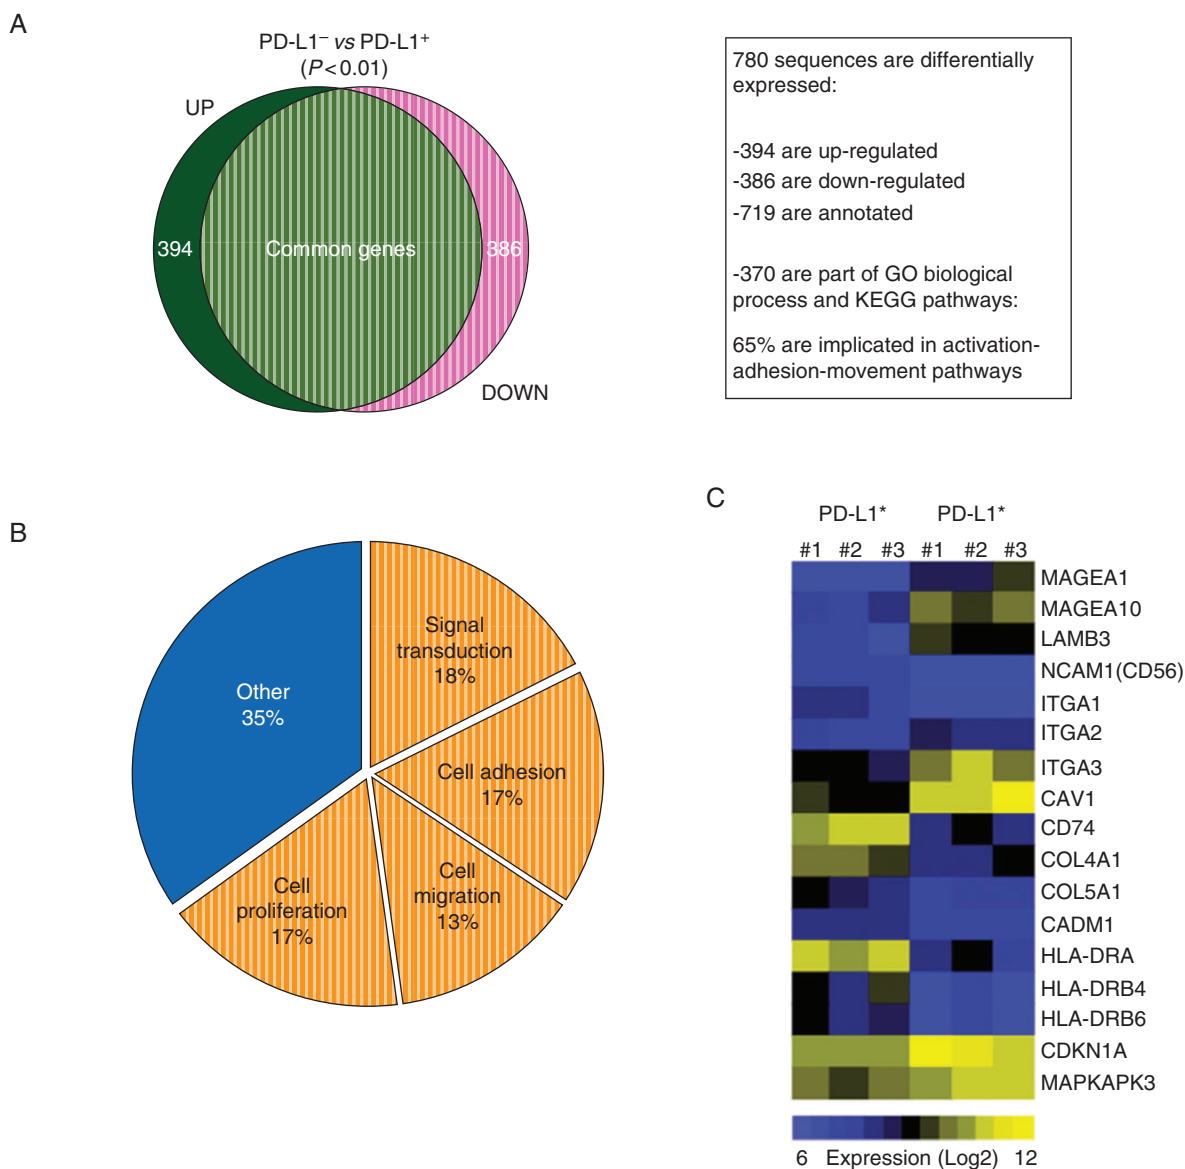 A
PD-L1⁻ vs PD-L1⁺
(P<0.01)
UP
394
Common genes
386
DOWN
780 sequences are differentially
expressed:
-394 are up-regulated
-386 are down-regulated
-719 are annotated
-370 are part of GO biological
process and KEGG pathways:
65% are implicated in activation-
adhesion-movement pathways
B
Other
35%
Signal
transduction
18%
Cell adhesion
17%
Cell
migration
13%
Cell
proliferation
17%
C
PD-L1* PD-L1*
#1 #2 #3 #1 #2 #3
MAGEA1
MAGEA10
LAMB3
NCAM1(CD56)
ITGA1
ITGA2
ITGA3
CAV1
CD74
COL4A1
COL5A1
CADM1
HLA-DRA
HLA-DRB4
HLA-DRB6
CDKN1A
MAPKAPK3
6 Expression (Log2) 12